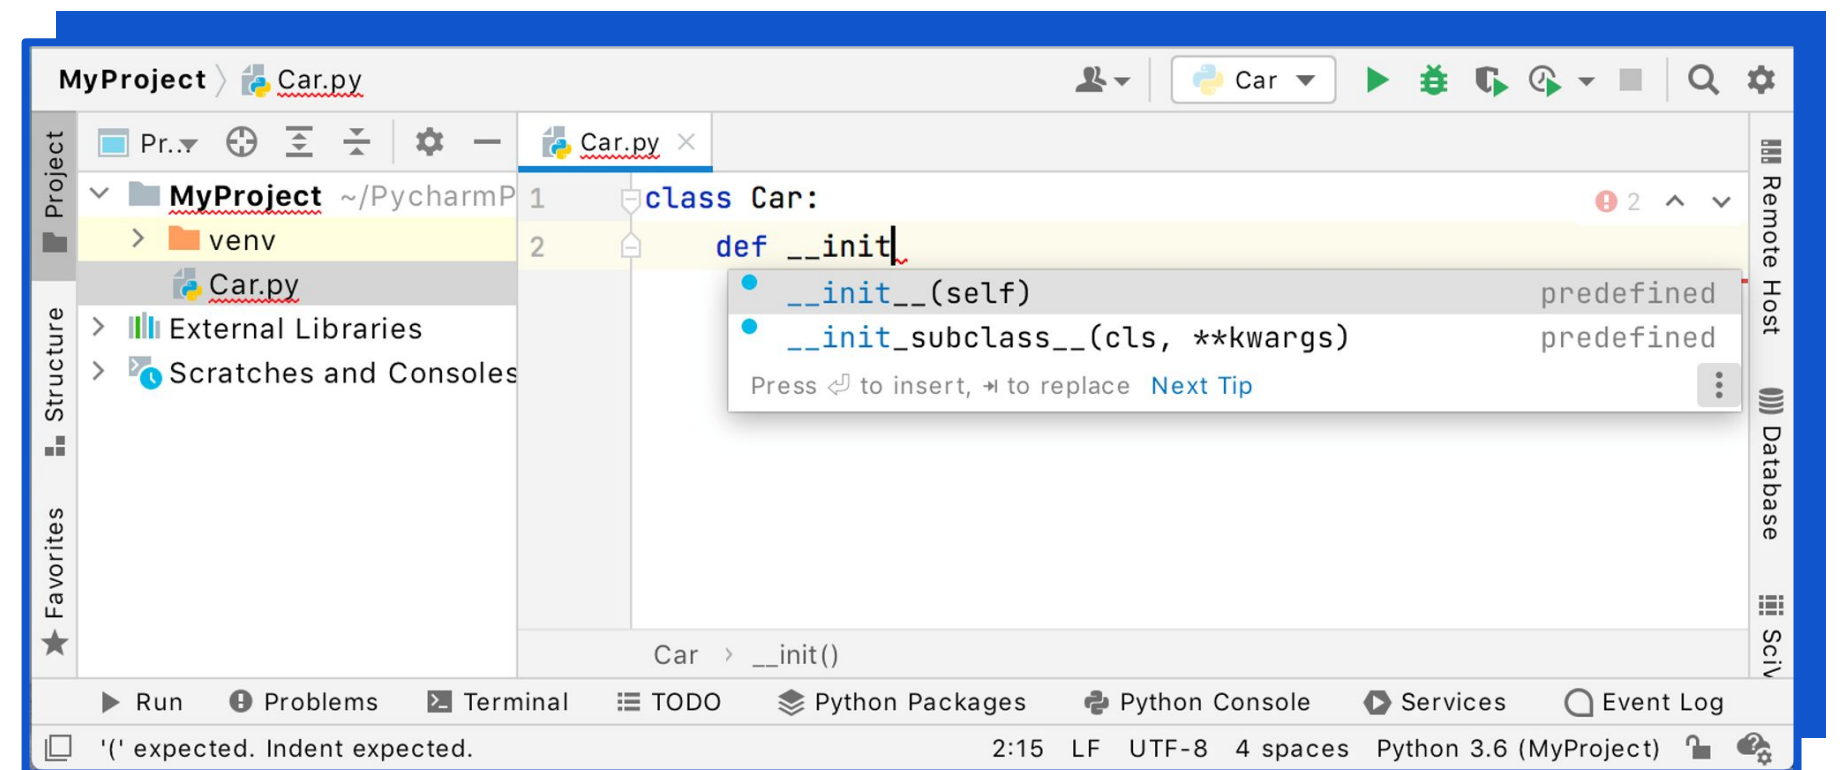 MyProject Car.py
Car
Project
Structure
Favorites
Pr...
MyProject ~/PycharmP
venv
Car.py
External Libraries
Scratches and Consoles
Car.py
1 class Car:
2 def __init
2
__init__(self) predefined
__init_subclass__(cls, **kwargs) predefined
Press ⏎ to insert, ⇥ to replace Next Tip
Car › __init()
Remote Host
Database
SciV
Run Problems Terminal TODO Python Packages Python Console Services Event Log
'(' expected. Indent expected. 2:15 LF UTF-8 4 spaces Python 3.6 (MyProject)